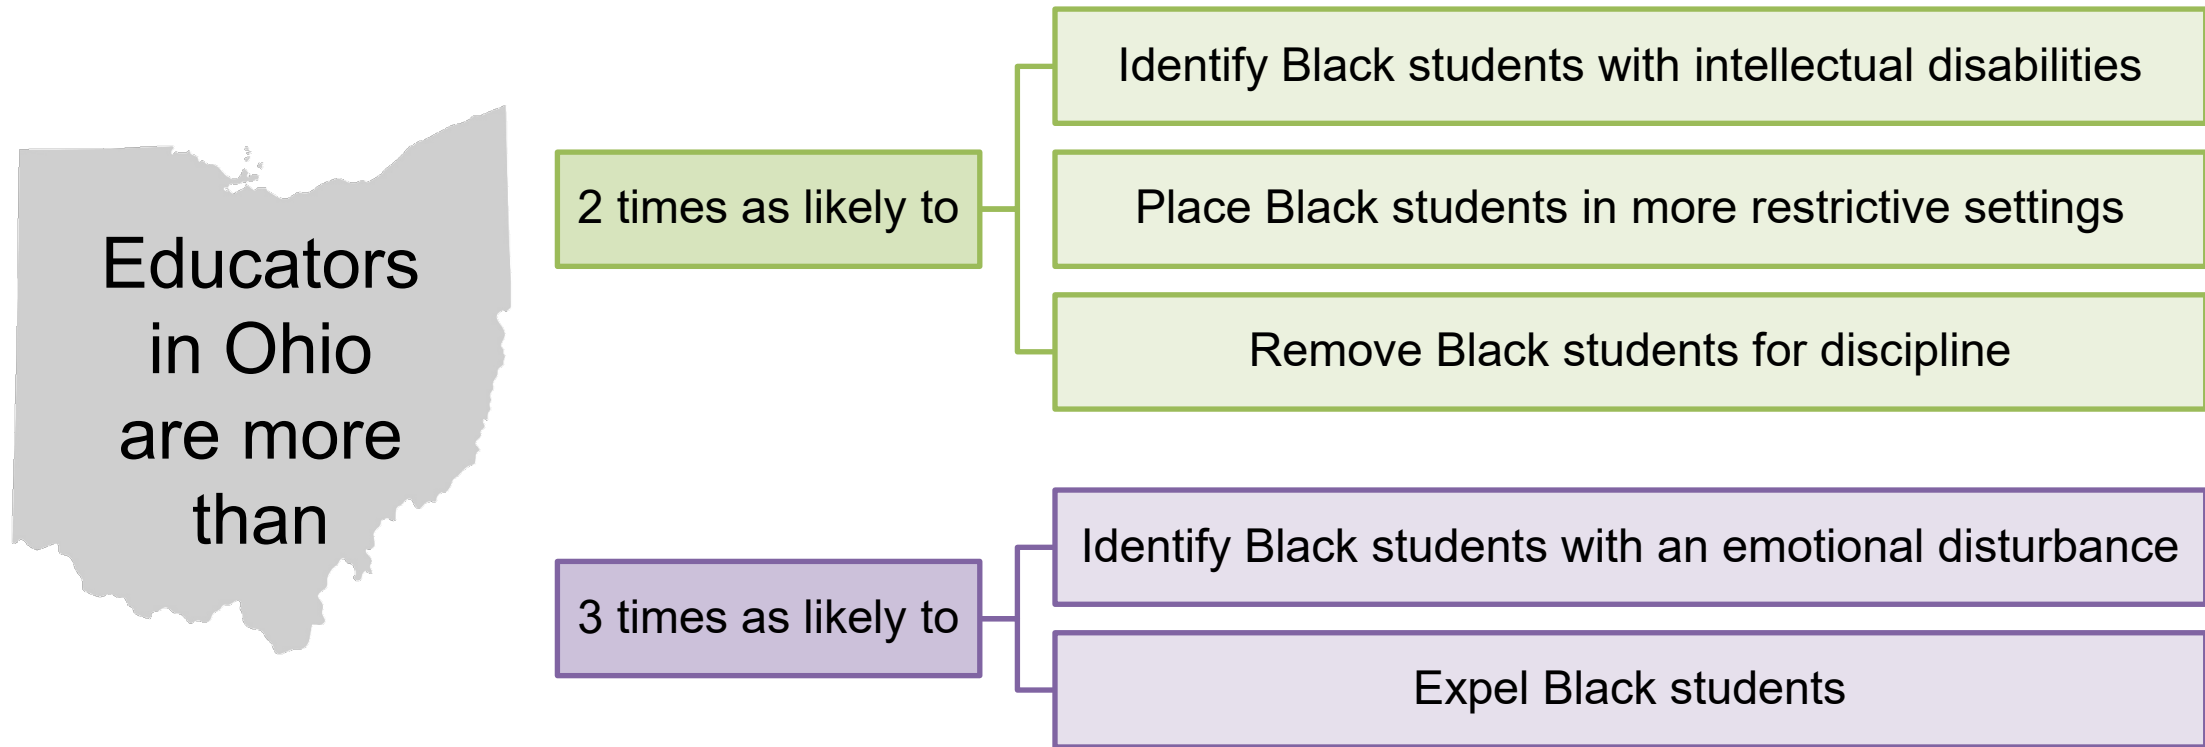 Educators
in Ohio
are more
than
2 times as likely to
Identify Black students with intellectual disabilities
Place Black students in more restrictive settings
Remove Black students for discipline
3 times as likely to
Identify Black students with an emotional disturbance
Expel Black students